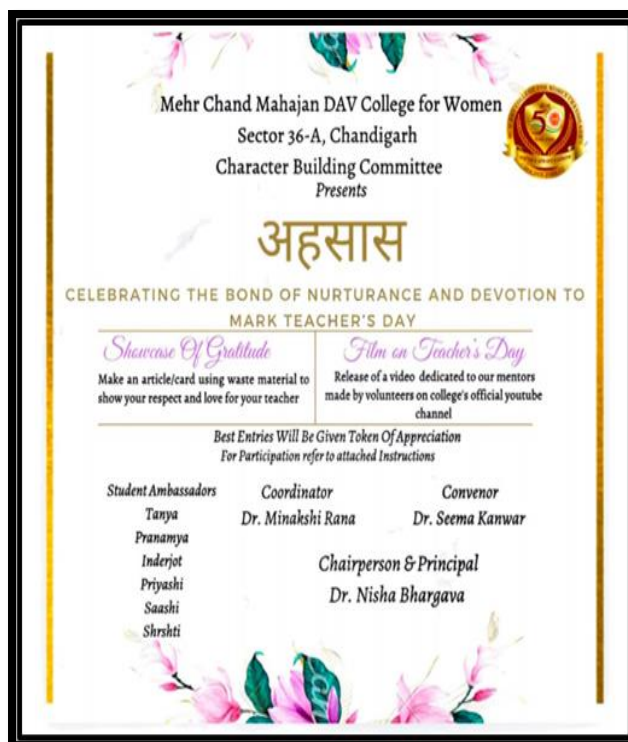 Mehr Chand Mahajan DAV College for Women
Sector 36-A, Chandigarh
Character Building Committee
Presents
अहसास
CELEBRATING THE BOND OF NURTURANCE AND DEVOTION TO
MARK TEACHER'S DAY
Showcase Of Gratitude
Make an article/card using waste material to
show your respect and love for your teacher
Film on Teacher's Day
Release of a video dedicated to our mentors
made by volunteers on college's official youtube
channel
Best Entries Will Be Given Token Of Appreciation
For Participation refer to attached Instructions
Student Ambassadors
Tanya
Pranamya
Inderjot
Priyashi
Saashi
Shrshti
Coordinator
Dr. Minakshi Rana
Convenor
Dr. Seema Kanwar
Chairperson & Principal
Dr. Nisha Bhargava
50